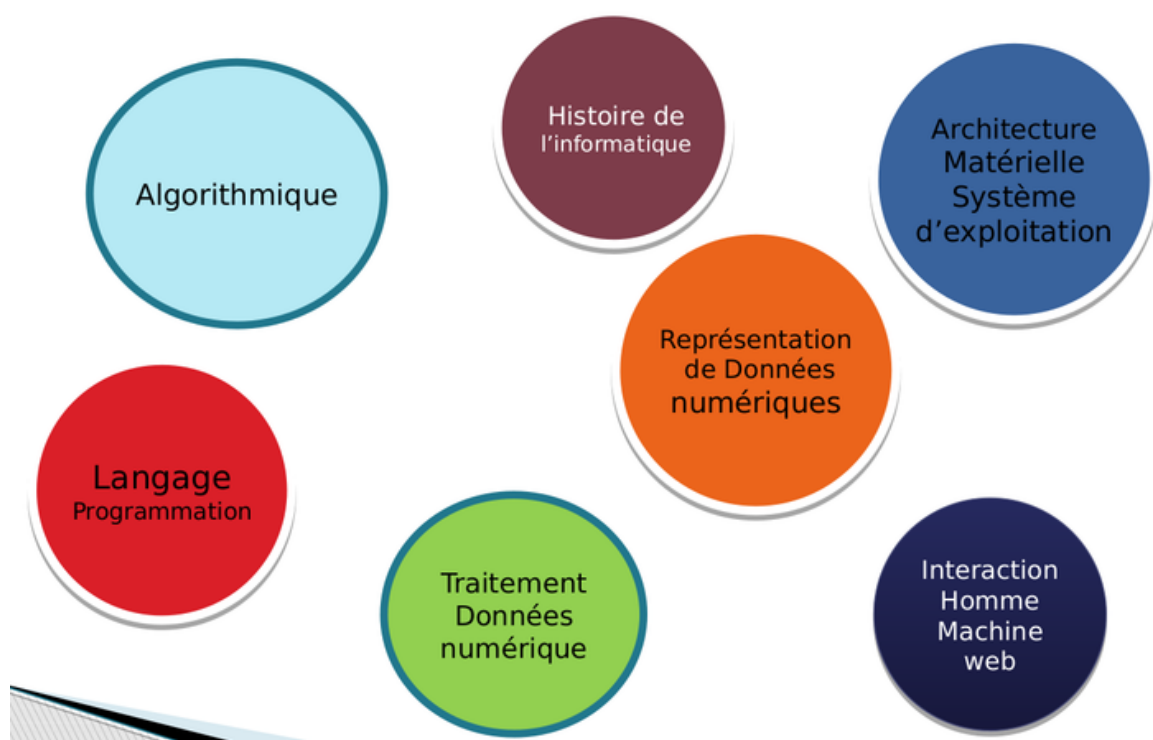 Algorithmique
Histoire de
l'informatique
Architecture
Matérielle
Système
d'exploitation
Représentation
de Données
numériques
Langage
Programmation
Traitement
Données
numérique
Interaction
Homme
Machine
web